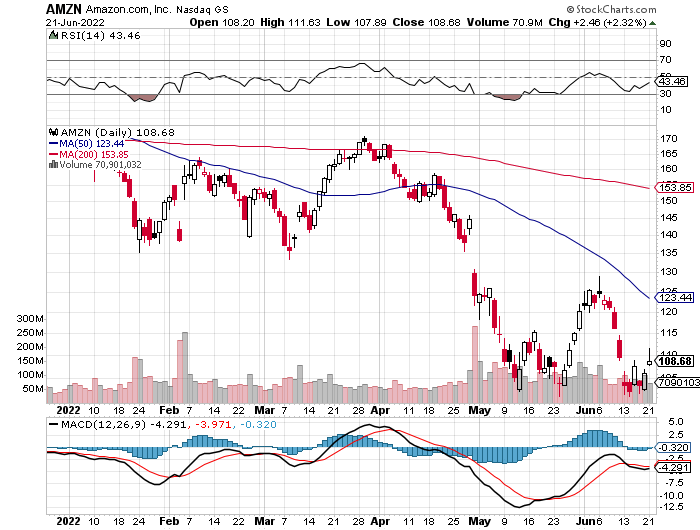 AMZN Amazon.com, Inc. Nasdaq GS
© StockCharts.com
21-Jun-2022 Open 108.20 High 111.63 Low 107.89 Close 108.68 Volume 70.9M Chg +2.46 (+2.32%)
RSI(14) 43.46
90
70
50
43.46
30
10
AMZN (Daily) 108.68
MA(50) 123.44
MA(200) 153.85
Volume 70,901,032
170
165
160
155
153.85
150
145
140
135
130
125
123.44
120
115
110
108.68
105
7090103
300M
250M
200M
150M
100M
50M
2022 10 18 24 Feb 7 14 22 Mar 7 14 21 28 Apr 11 18 25 May 9 16 23 Jun 6 13 21
MACD(12,26,9) -4.291, -3.971, -0.320
5.0
2.5
-0.320
-2.5
-4.291
-7.5
-10.0
-12.5
2022 10 18 24 Feb 7 14 22 Mar 7 14 21 28 Apr 11 18 25 May 9 16 23 Jun 6 13 21